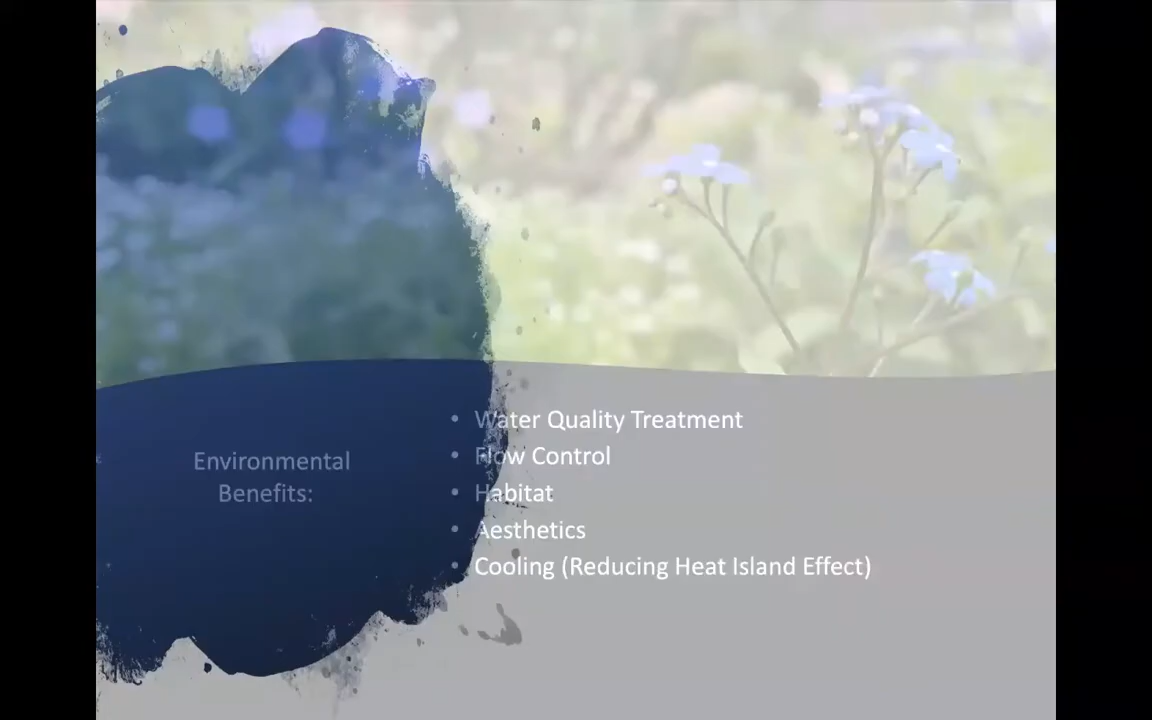 Environmental
Benefits:
• Water Quality Treatment
• Flow Control
• Habitat
• Aesthetics
• Cooling (Reducing Heat Island Effect)